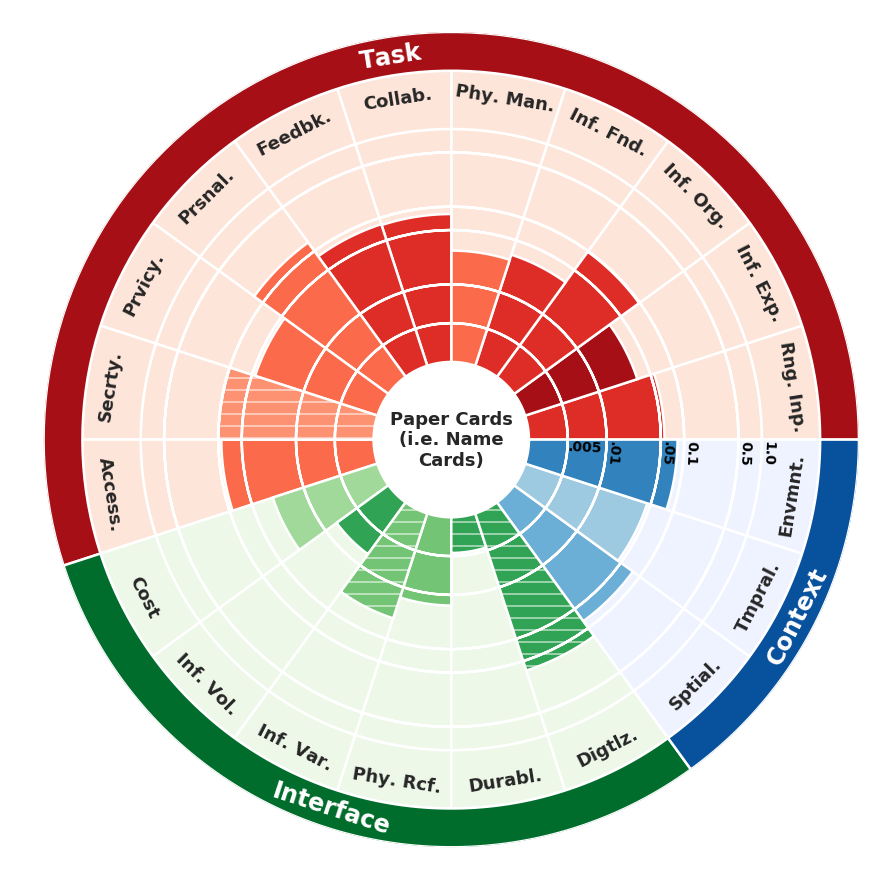 Task
Collab.
Phy. Man.
Feedbk.
Inf. Fnd.
Prsnal.
Inf. Org.
Prvicy.
Inf. Exp.
Secrty.
Rng. Inp.
Paper Cards
(i.e. Name
Cards)
.005
.01
.05
0.1
0.5
1.0
Access.
Envmnt.
Cost
Tmpral.
Context
Inf. Vol.
Sptial.
Inf. Var.
Digtlz.
Phy. Rcf.
Durabl.
Interface